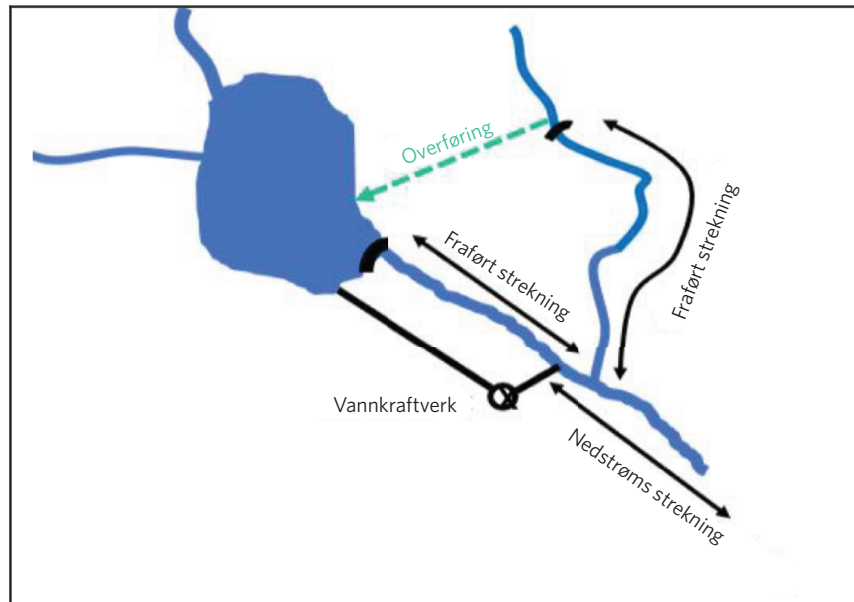 Overføring
Fraført strekning
Fraført strekning
Vannkraftverk
Nedstrøms strekning